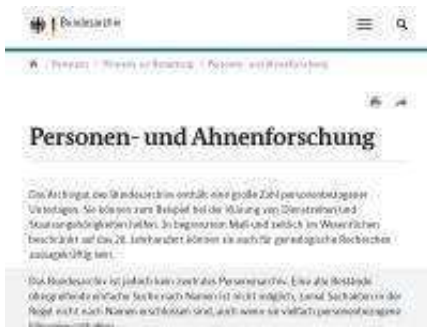 Bundesarchiv
Personen- und Ahnenforschung
Das Archivgut des Bundesarchivs enthält eine große Zahl personenbezogener
Unterlagen. Sie können zum Beispiel bei der Klärung von Dienstzeiten und
Staatsangehörigkeiten helfen. In begrenztem Maß und zeitlich im Wesentlichen
beschränkt auf das 20. Jahrhundert können sie auch für genealogische Recherchen
aussagekräftig sein.
Das Bundesarchiv ist jedoch kein zentrales Personenarchiv. Eine alle Bestände
übergreifende einfache Suche nach Namen ist nicht möglich, zumal Sachakten in der
Regel nicht nach Namen erschlossen sind, auch wenn sie vielfach personenbezogene